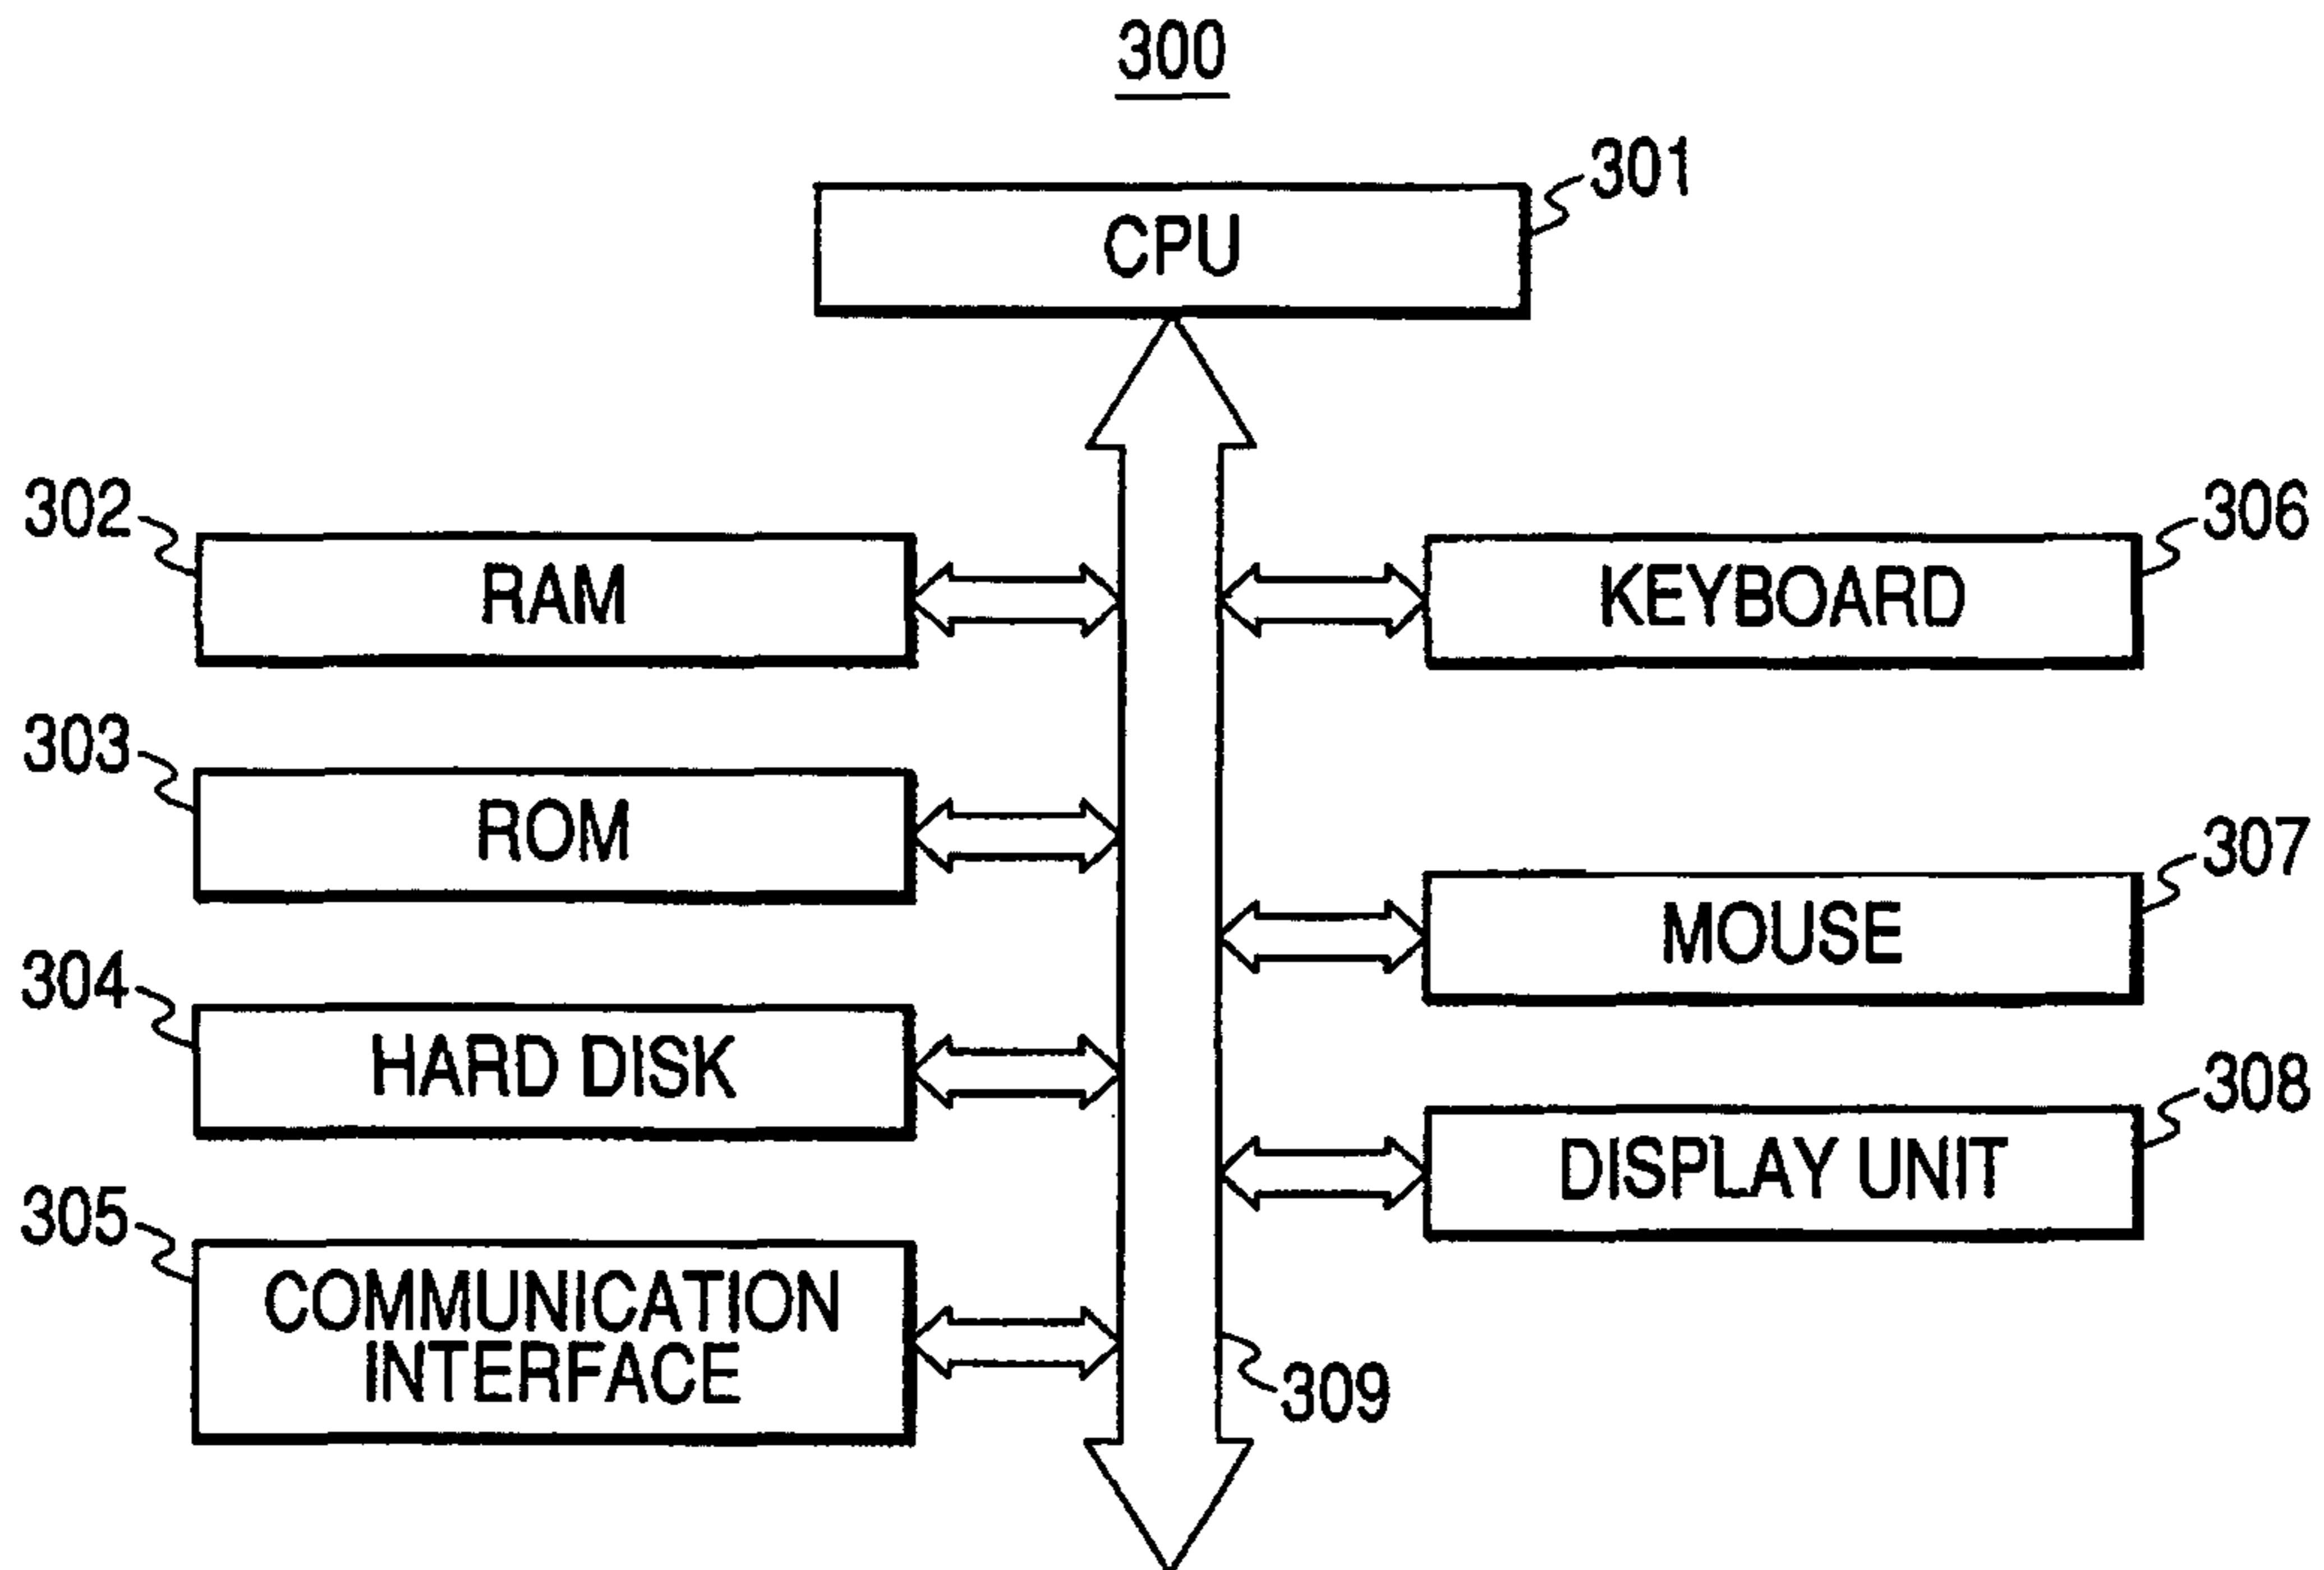 300
301
CPU
302
RAM
306
KEYBOARD
303
ROM
307
MOUSE
304
HARD DISK
308
DISPLAY UNIT
305
COMMUNICATION
INTERFACE
309